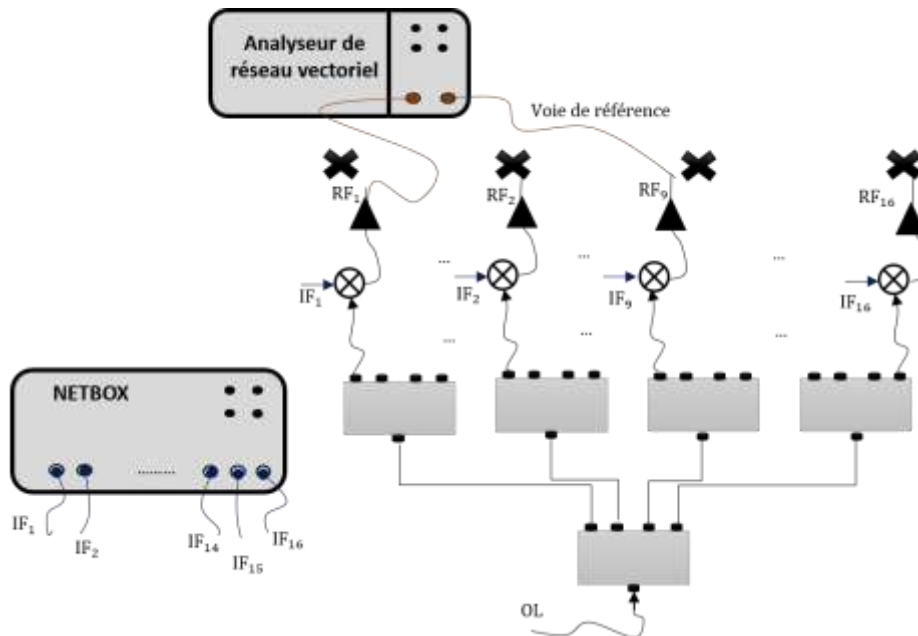 Analyseur de
réseau vectoriel
Voie de référence
RF₁
RF₂
RF₉
RF₁₆
...
...
...
IF₁
IF₂
IF₉
IF₁₆
...
...
NETBOX
.........
IF₁
IF₂
IF₁₄
IF₁₅
IF₁₆
OL